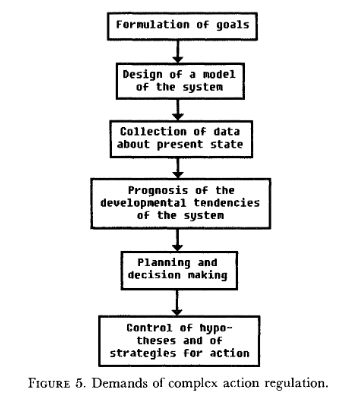 Formulation of goals
Design of a model
of the system
Collection of data
about present state
Prognosis of the
developmental tendencies
of the system
Planning and
decision making
Control of hypo-
theses and of
strategies for action
FIGURE 5. Demands of complex action regulation.